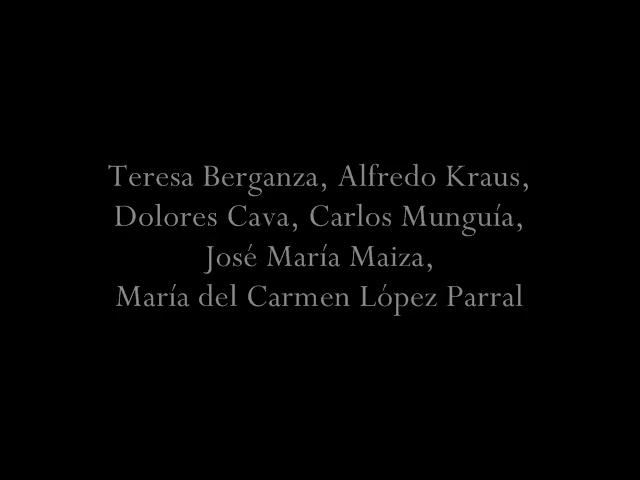 Teresa Berganza, Alfredo Kraus,
Dolores Cava, Carlos Munguía,
José María Maiza,
María del Carmen López Parral